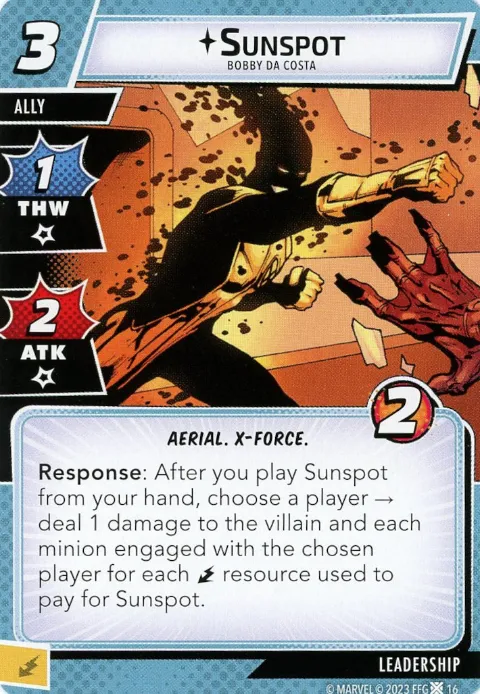 3
SUNSPOT
BOBBY DA COSTA
ALLY
1
THW
2
ATK
2
AERIAL. X-FORCE.
Response: After you play Sunspot
from your hand, choose a player →
deal 1 damage to the villain and each
minion engaged with the chosen
player for each resource used to
pay for Sunspot.
LEADERSHIP
© MARVEL © 2023 FFG 16